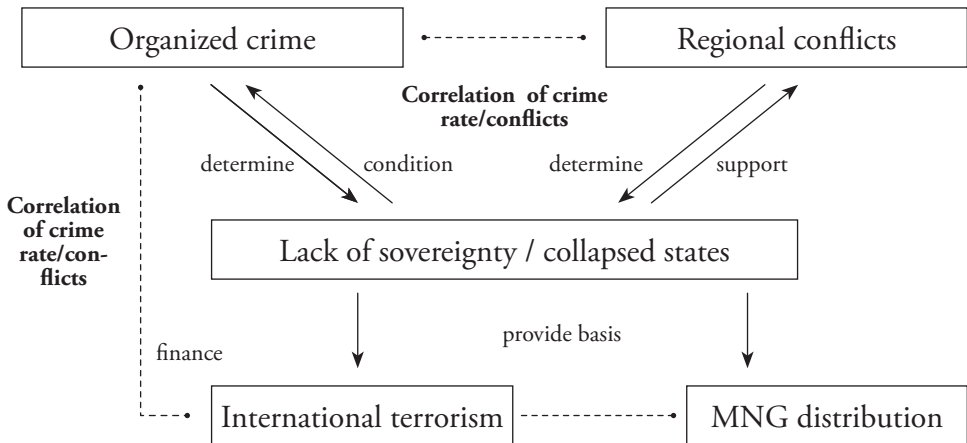 Organized crime
Regional conflicts
Correlation of crime
rate/conflicts
determine
condition
determine
support
Correlation
of crime
rate/con-
flicts
Lack of sovereignty / collapsed states
provide basis
finance
International terrorism
MNG distribution